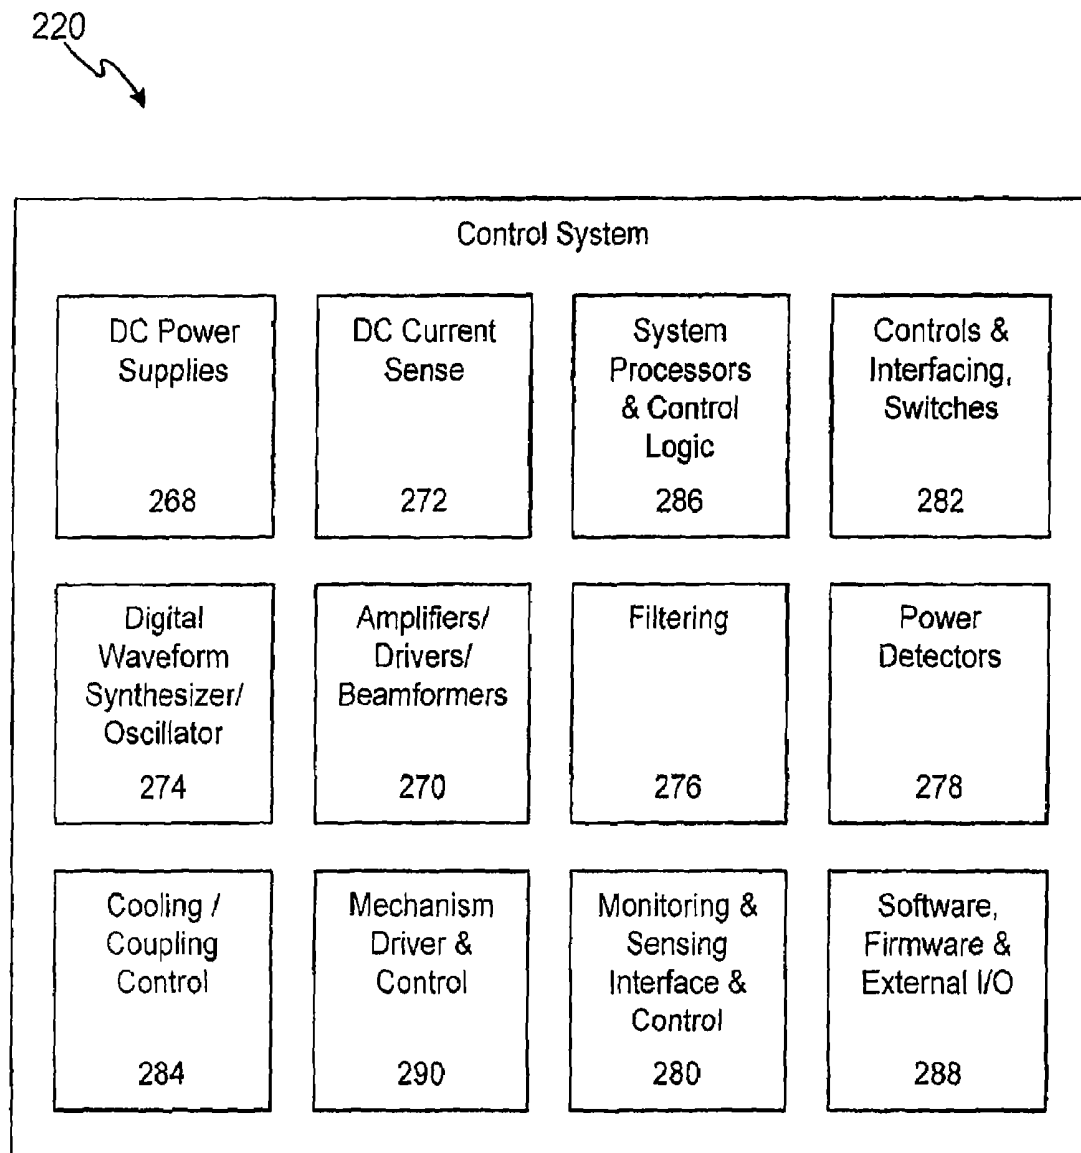 220
Control System
DC Power
Supplies
268
DC Current
Sense
272
System
Processors
& Control
Logic
286
Controls &
Interfacing,
Switches
282
Digital
Waveform
Synthesizer/
Oscillator
274
Amplifiers/
Drivers/
Beamformers
270
Filtering
276
Power
Detectors
278
Cooling /
Coupling
Control
284
Mechanism
Driver &
Control
290
Monitoring &
Sensing
Interface &
Control
280
Software,
Firmware &
External I/O
288